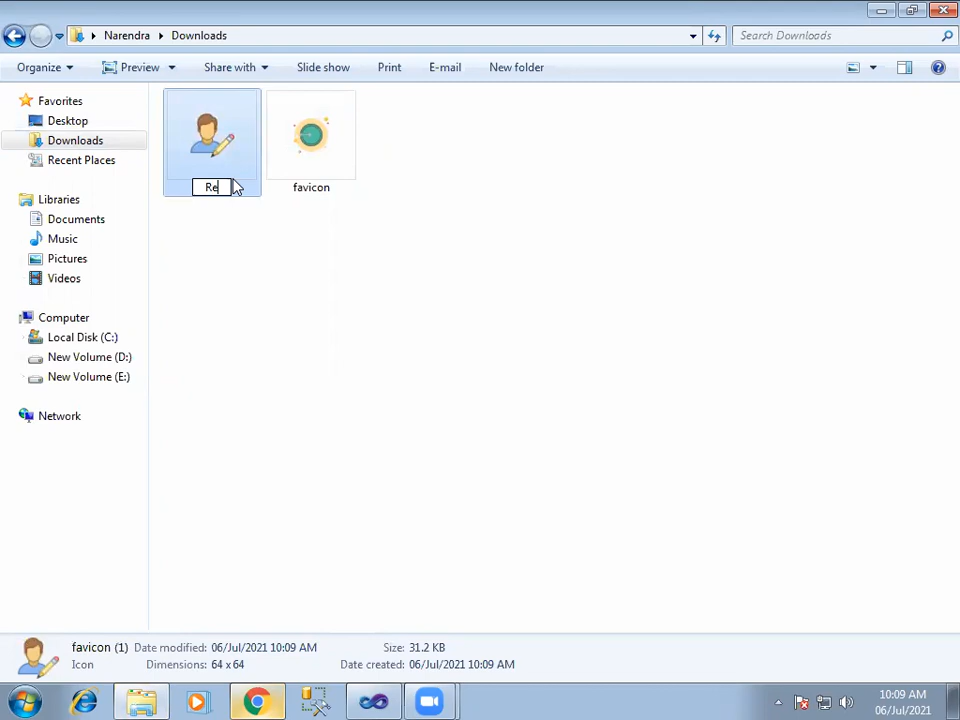 Narendra Downloads
Search Downloads
Organize Preview Share with Slide show Print E-mail New folder
Favorites
Desktop
Downloads
Recent Places
Libraries
Documents
Music
Pictures
Videos
Computer
Local Disk (C:)
New Volume (D:)
New Volume (E:)
Network
Re
favicon
favicon (1) Date modified: 06/Jul/2021 10:09 AM Size: 31.2 KB
Icon Dimensions: 64 x 64 Date created: 06/Jul/2021 10:09 AM
10:09 AM
06/Jul/2021